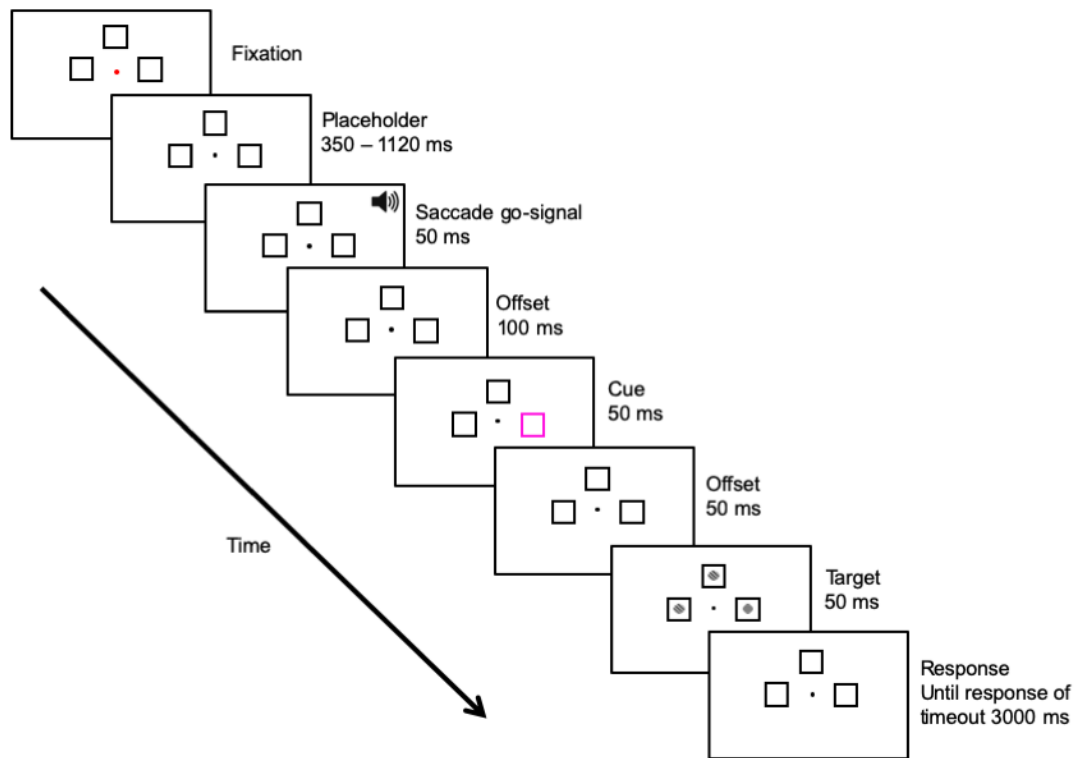 Fixation
Placeholder
350 – 1120 ms
Saccade go-signal
50 ms
Offset
100 ms
Cue
50 ms
Offset
50 ms
Time
Target
50 ms
Response
Until response of
timeout 3000 ms